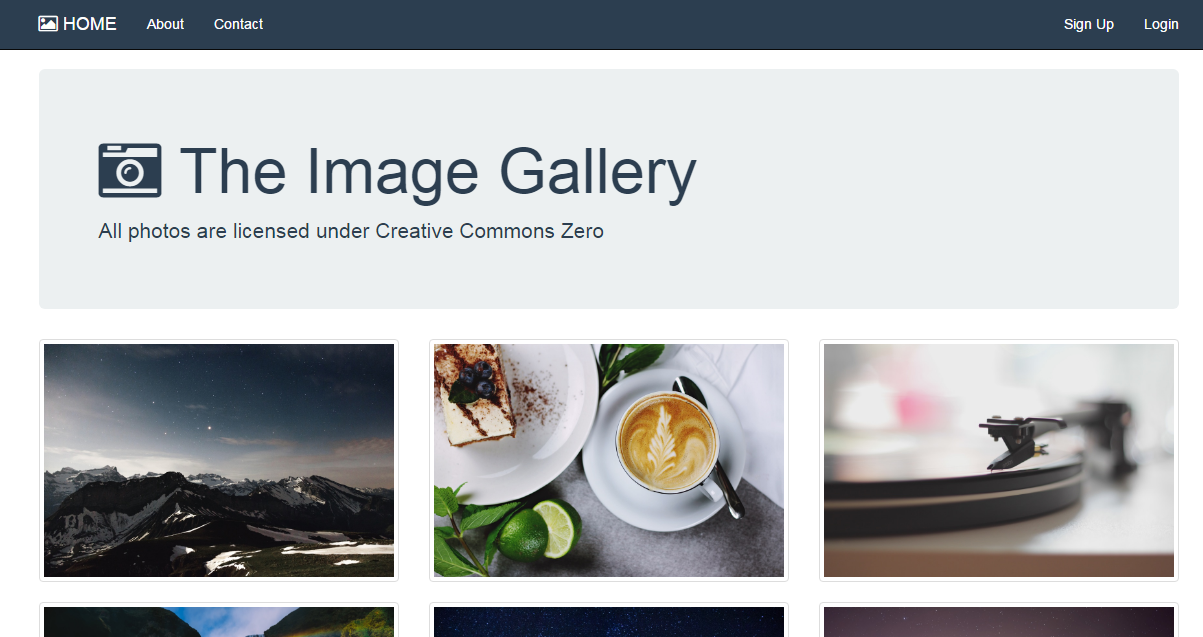 HOME About Contact Sign Up Login
The Image Gallery
All photos are licensed under Creative Commons Zero